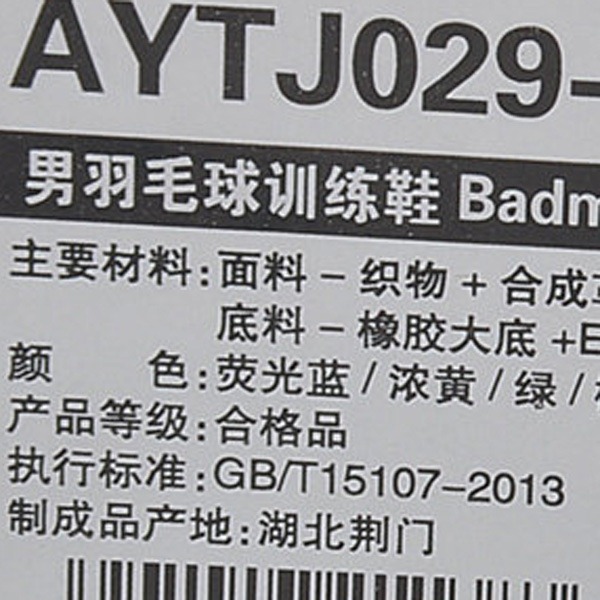 AYTJ029-
男羽毛球训练鞋 Badm
主要材料:面料 – 织物 + 合成
底料 – 橡胶大底 +E
颜 色:荧光蓝 / 浓黄 / 绿 /
产品等级:合格品
执行标准:GB/T15107–2013
制成品产地:湖北荆门